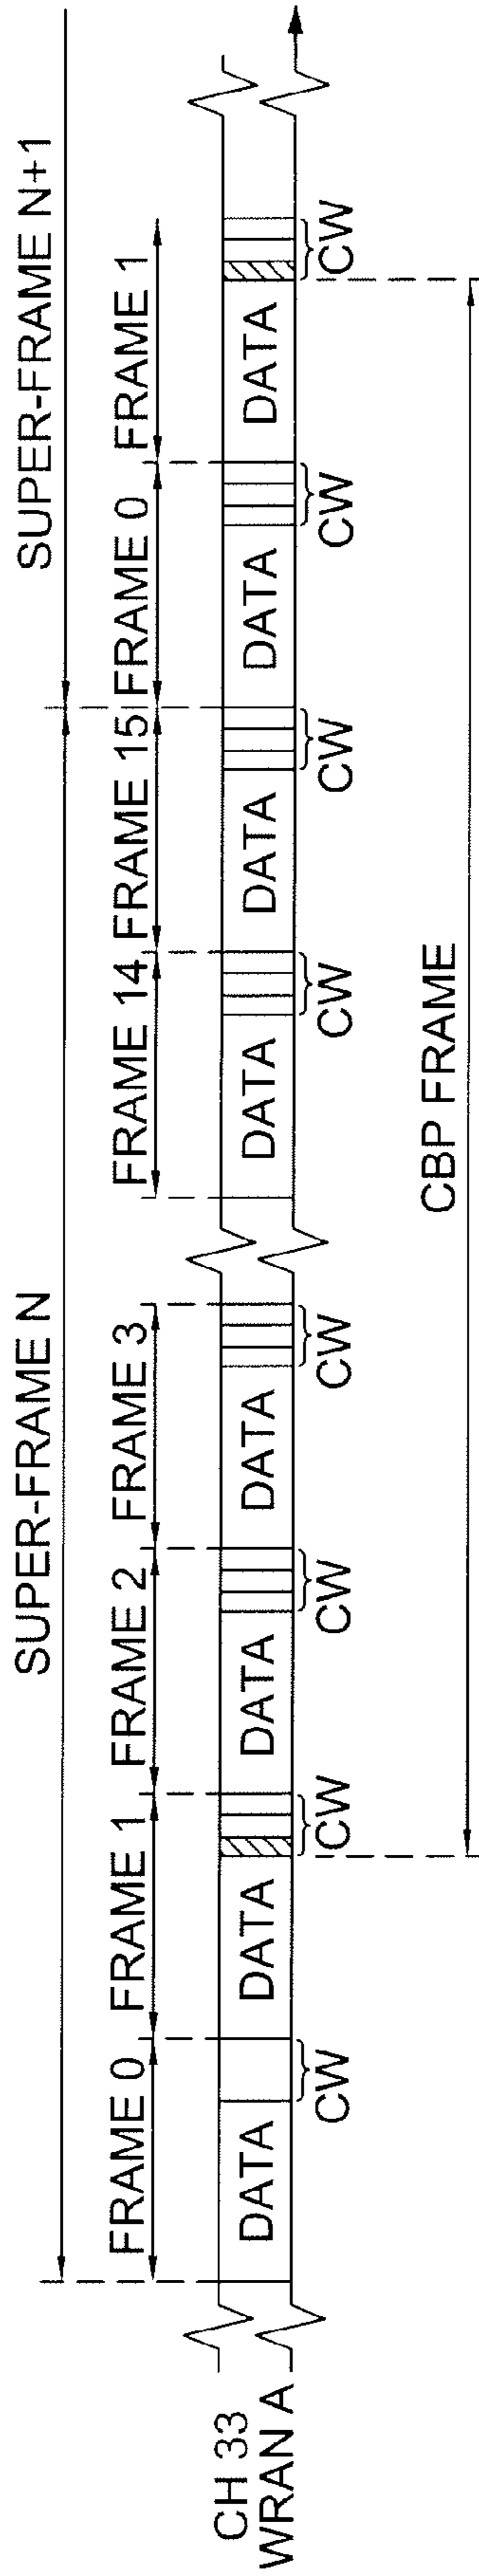 SUPER-FRAME N
SUPER-FRAME N+1
FRAME 0
FRAME 1
FRAME 2
FRAME 3
FRAME 14
FRAME 15
FRAME 0
FRAME 1
CH 33
WRAN A
DATA
DATA
DATA
DATA
DATA
DATA
DATA
DATA
CW
CW
CW
CW
CW
CW
CW
CW
CBP FRAME